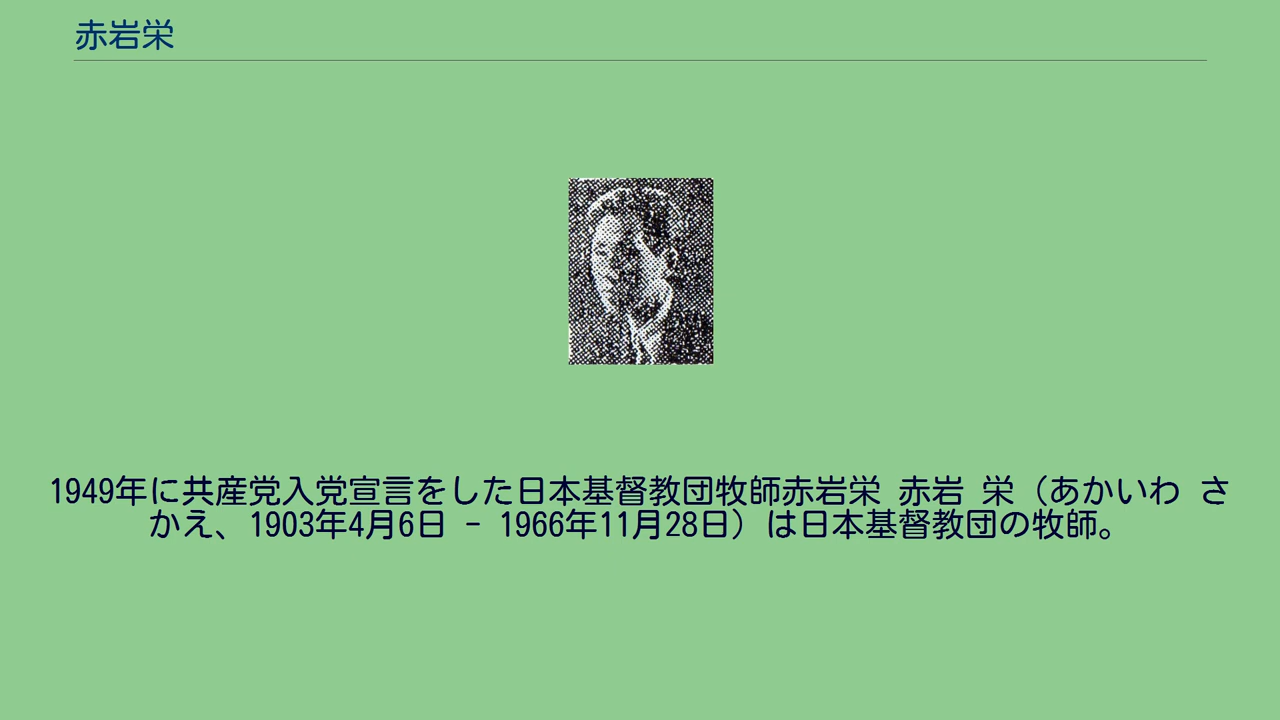 赤岩栄
1949年に共産党入党宣言をした日本基督教団牧師赤岩栄 赤岩 栄（あかいわ さ
かえ、1903年4月6日 - 1966年11月28日）は日本基督教団の牧師。